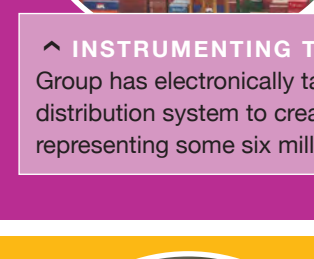 INSTRUMENTING T
Group has electronically ta
distribution system to crea
representing some six mill